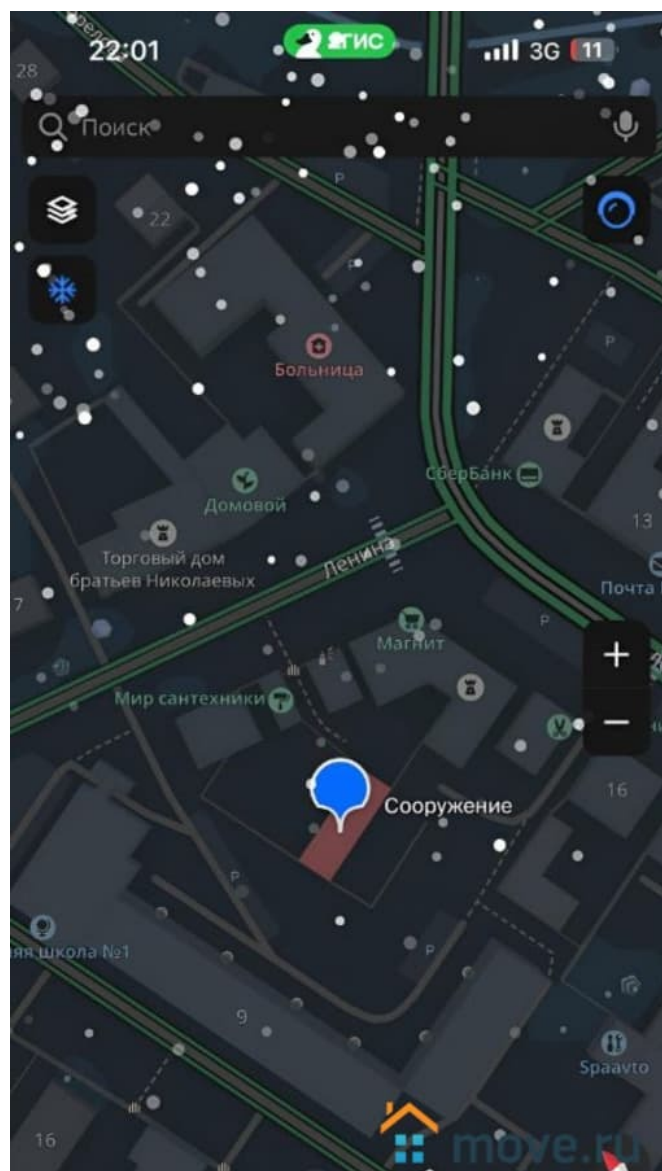 22:01
2ГИС
3G
11
28
Поиск
P
22
P
Больница
P
СберБанк
Домовой
13
Торговый дом
братьев Николаевых
Ленина
Почта
7
Магнит
P
Мир сантехники
16
Сооружение
P
няя школа №1
P
9
Spaavto
16
move.ru